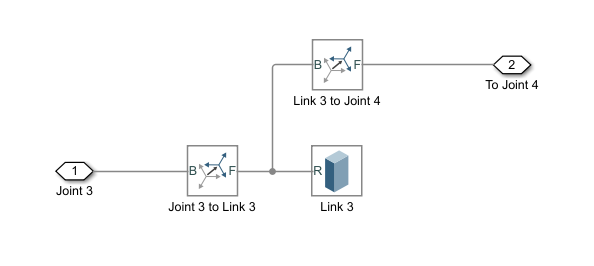 B F
2
Link 3 to Joint 4
To Joint 4
1
B F
R
Joint 3
Joint 3 to Link 3
Link 3